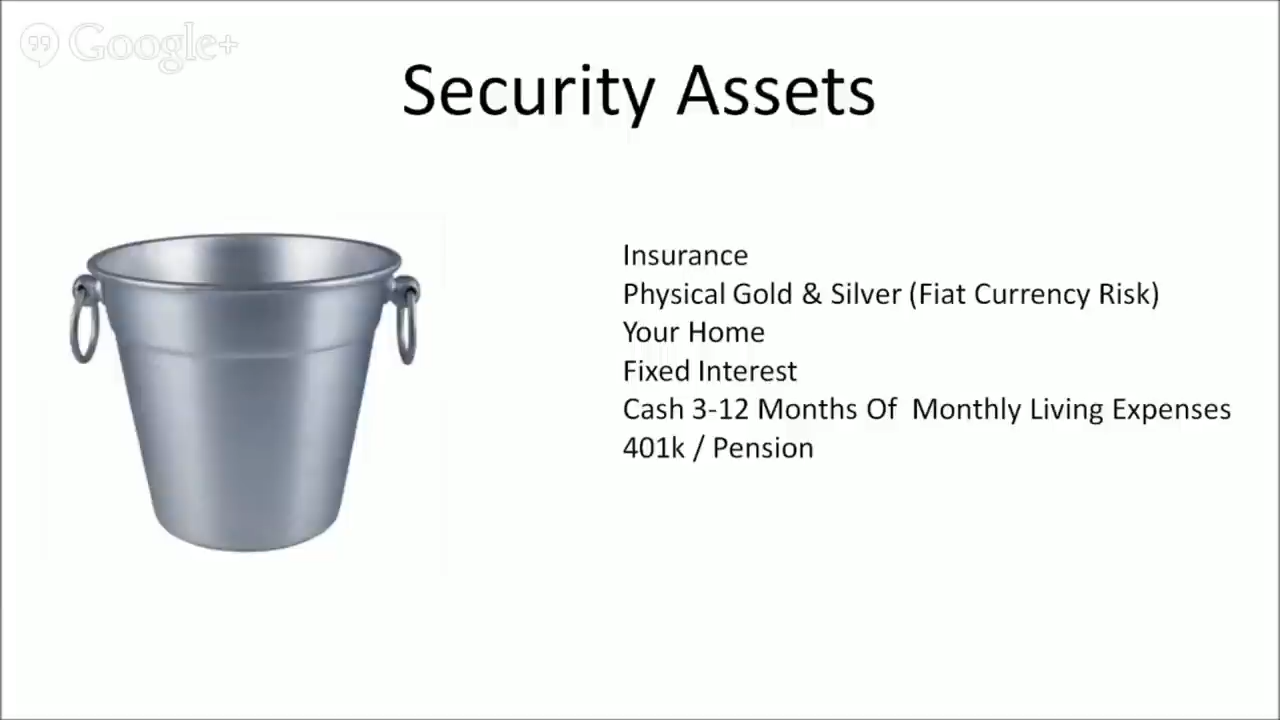 Google+
Security Assets
Insurance
Physical Gold & Silver (Fiat Currency Risk)
Your Home
Fixed Interest
Cash 3-12 Months Of  Monthly Living Expenses
401k / Pension